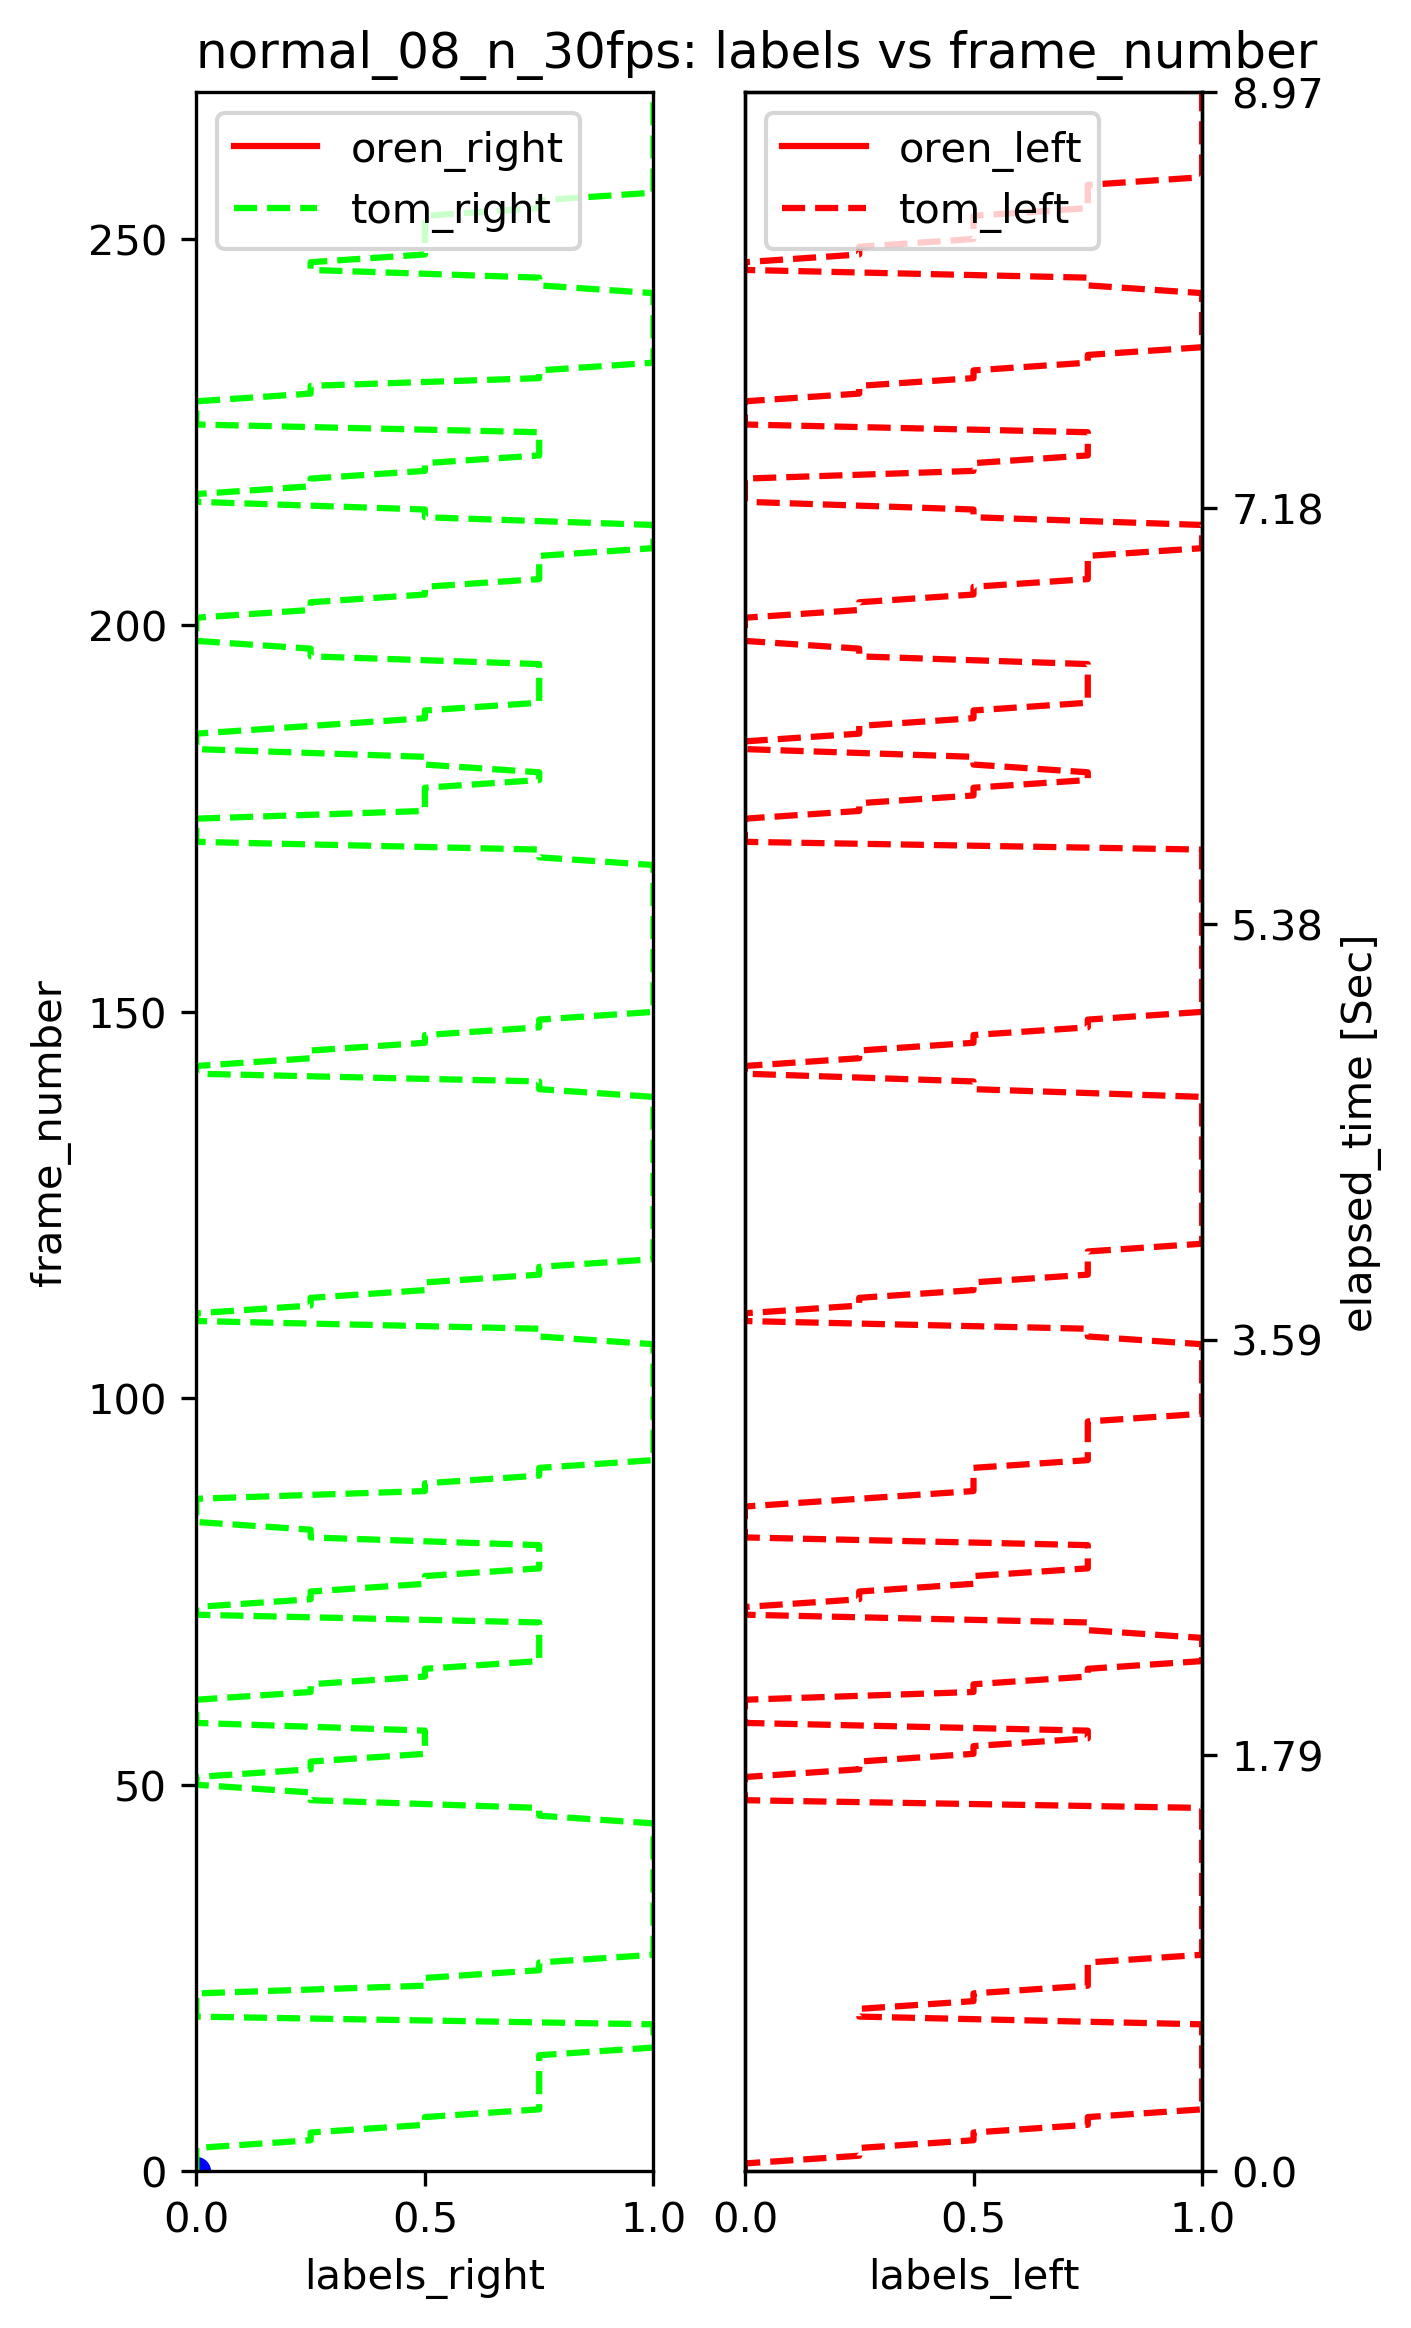 normal_08_n_30fps: labels vs frame_number
oren_right
tom_right
oren_left
tom_left
250
200
150
100
50
0
frame_number
0.0
0.5
1.0
labels_right
0.0
0.5
1.0
labels_left
8.97
7.18
5.38
3.59
1.79
0.0
elapsed_time [Sec]